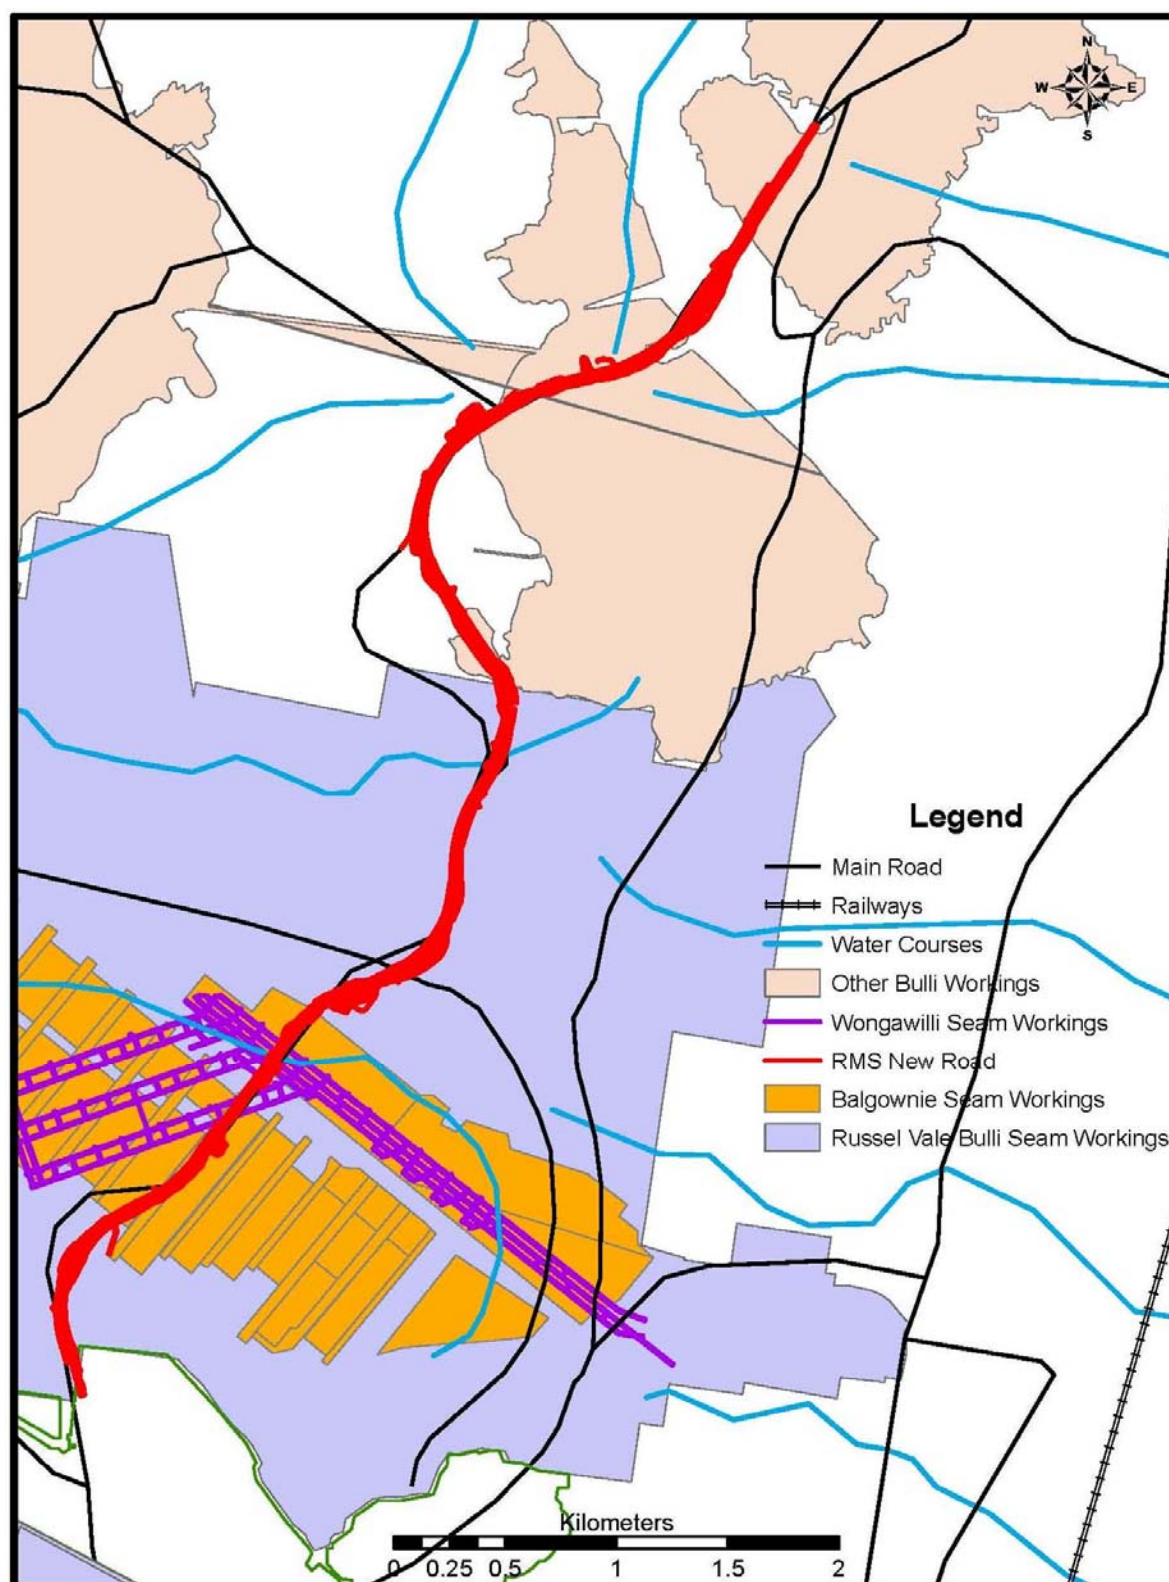 N
W E
S
Legend
Main Road
Railways
Water Courses
Other Bulli Workings
Wongawilli Seam Workings
RMS New Road
Balgownie Seam Workings
Russel Vale Bulli Seam Workings
Kilometers
0 0.25 0.5 1 1.5 2